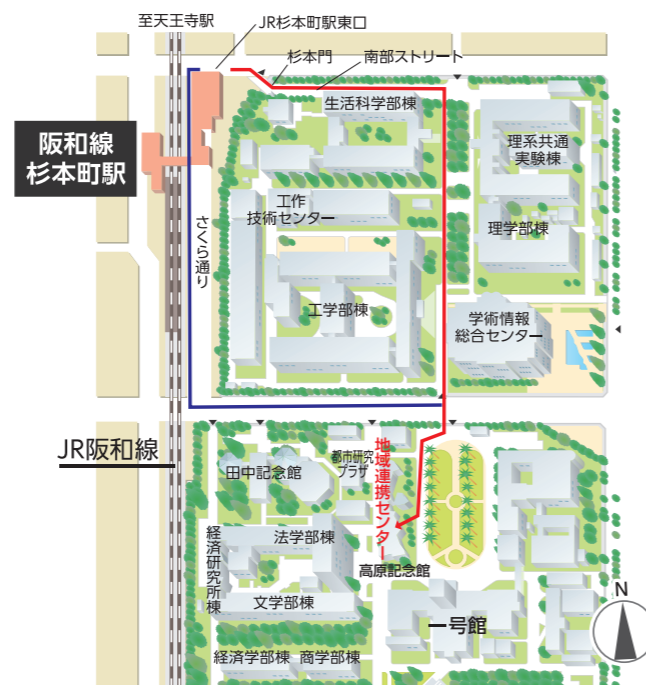 至天王寺駅
JR杉本町駅東口
杉本門
南部ストリート
生活科学部棟
阪和線
杉本町駅
理系共通
実験棟
工作
技術センター
さくら通り
理学部棟
工学部棟
学術情報
総合センター
JR阪和線
田中記念館
都市研究
プラザ
地域連携センター
経済研究所棟
法学部棟
高原記念館
文学部棟
一号館
N
経済学部棟
商学部棟